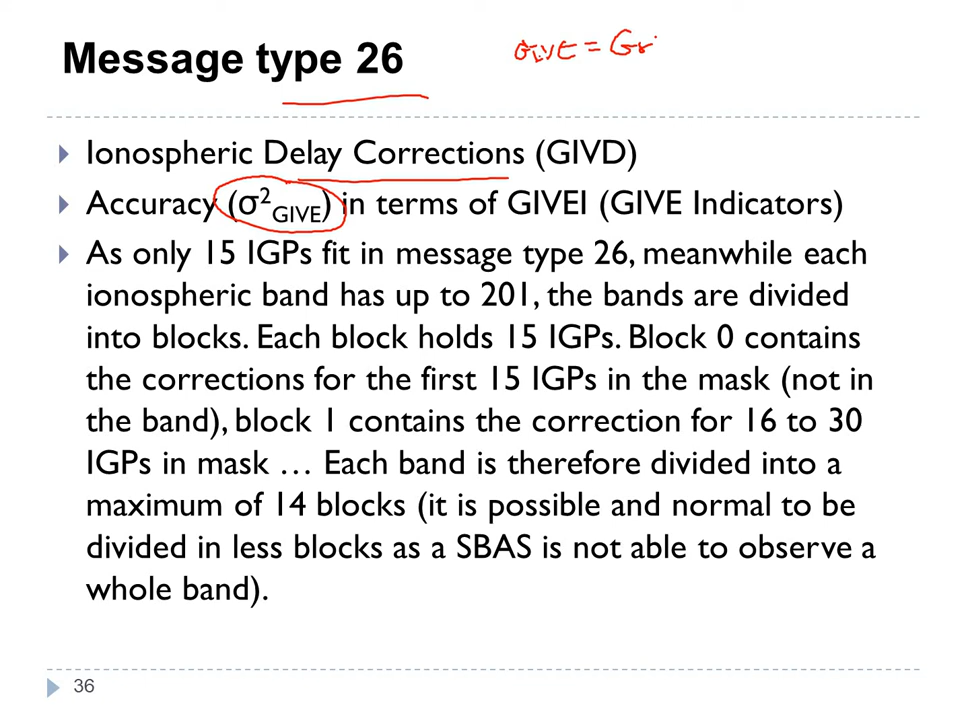 Message type 26
GIVE = Gr
Ionospheric Delay Corrections (GIVD)
Accuracy (σ²GIVE) in terms of GIVEI (GIVE Indicators)
As only 15 IGPs fit in message type 26, meanwhile each
ionospheric band has up to 201, the bands are divided
into blocks. Each block holds 15 IGPs. Block 0 contains
the corrections for the first 15 IGPs in the mask (not in
the band), block 1 contains the correction for 16 to 30
IGPs in mask … Each band is therefore divided into a
maximum of 14 blocks (it is possible and normal to be
divided in less blocks as a SBAS is not able to observe a
whole band).
36